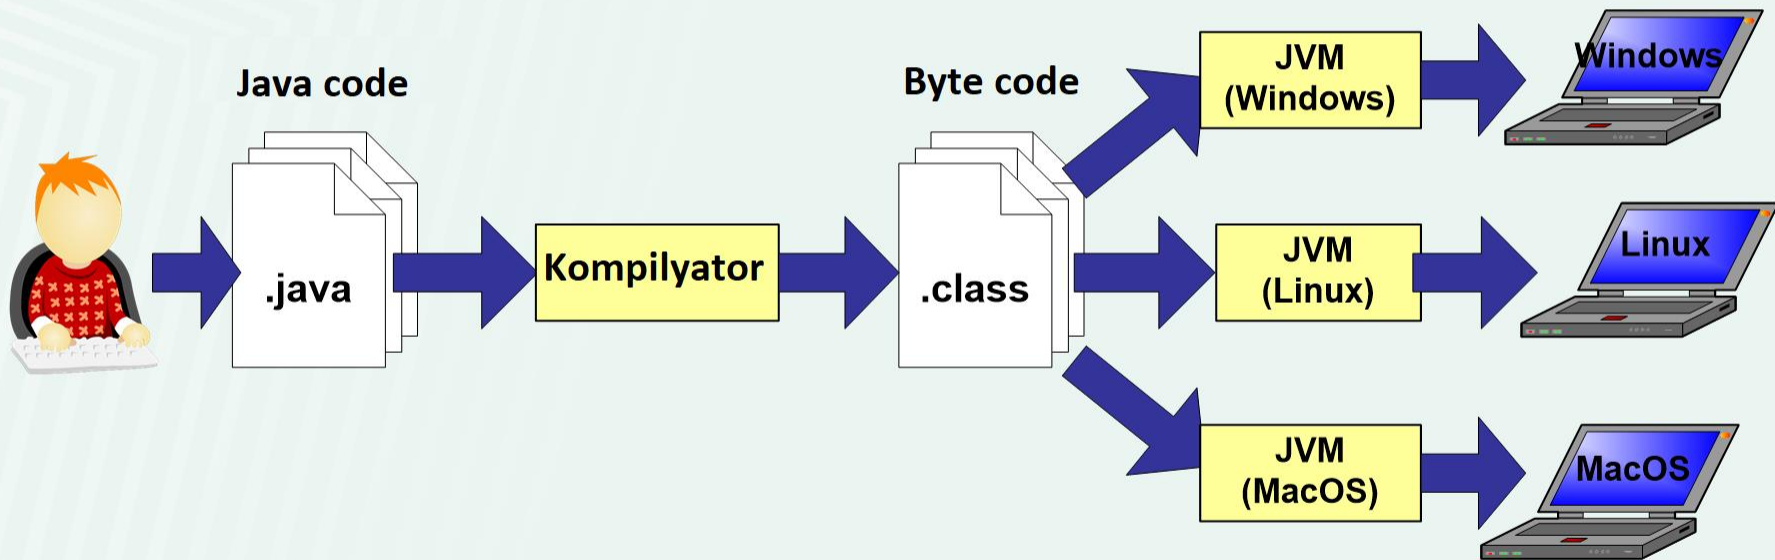 Java code
.java
Kompilyator
Byte code
.class
JVM
(Windows)
Windows
JVM
(Linux)
Linux
JVM
(MacOS)
MacOS